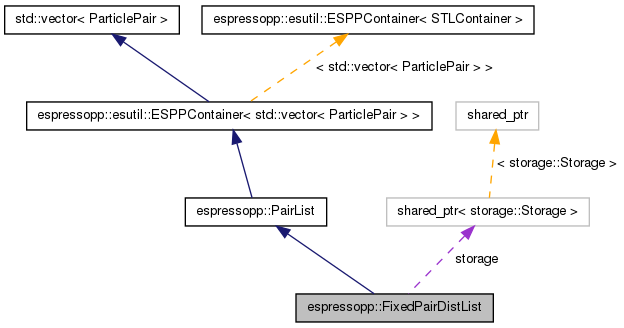 std::vector< ParticlePair >
espressopp::esutil::ESPPContainer< STLContainer >
< std::vector< ParticlePair > >
espressopp::esutil::ESPPContainer< std::vector< ParticlePair > >
shared_ptr
< storage::Storage >
espressopp::PairList
shared_ptr< storage::Storage >
storage
espressopp::FixedPairDistList